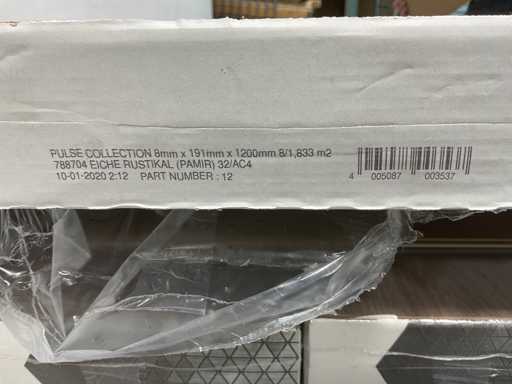 PULSE COLLECTION 8mm x 191mm x 1200mm 8/1,833 m2
788704 EICHE RUSTIKAL (PAMIR) 32/AC4
10-01-2020 2:12 PART NUMBER : 12
4 005087 003537